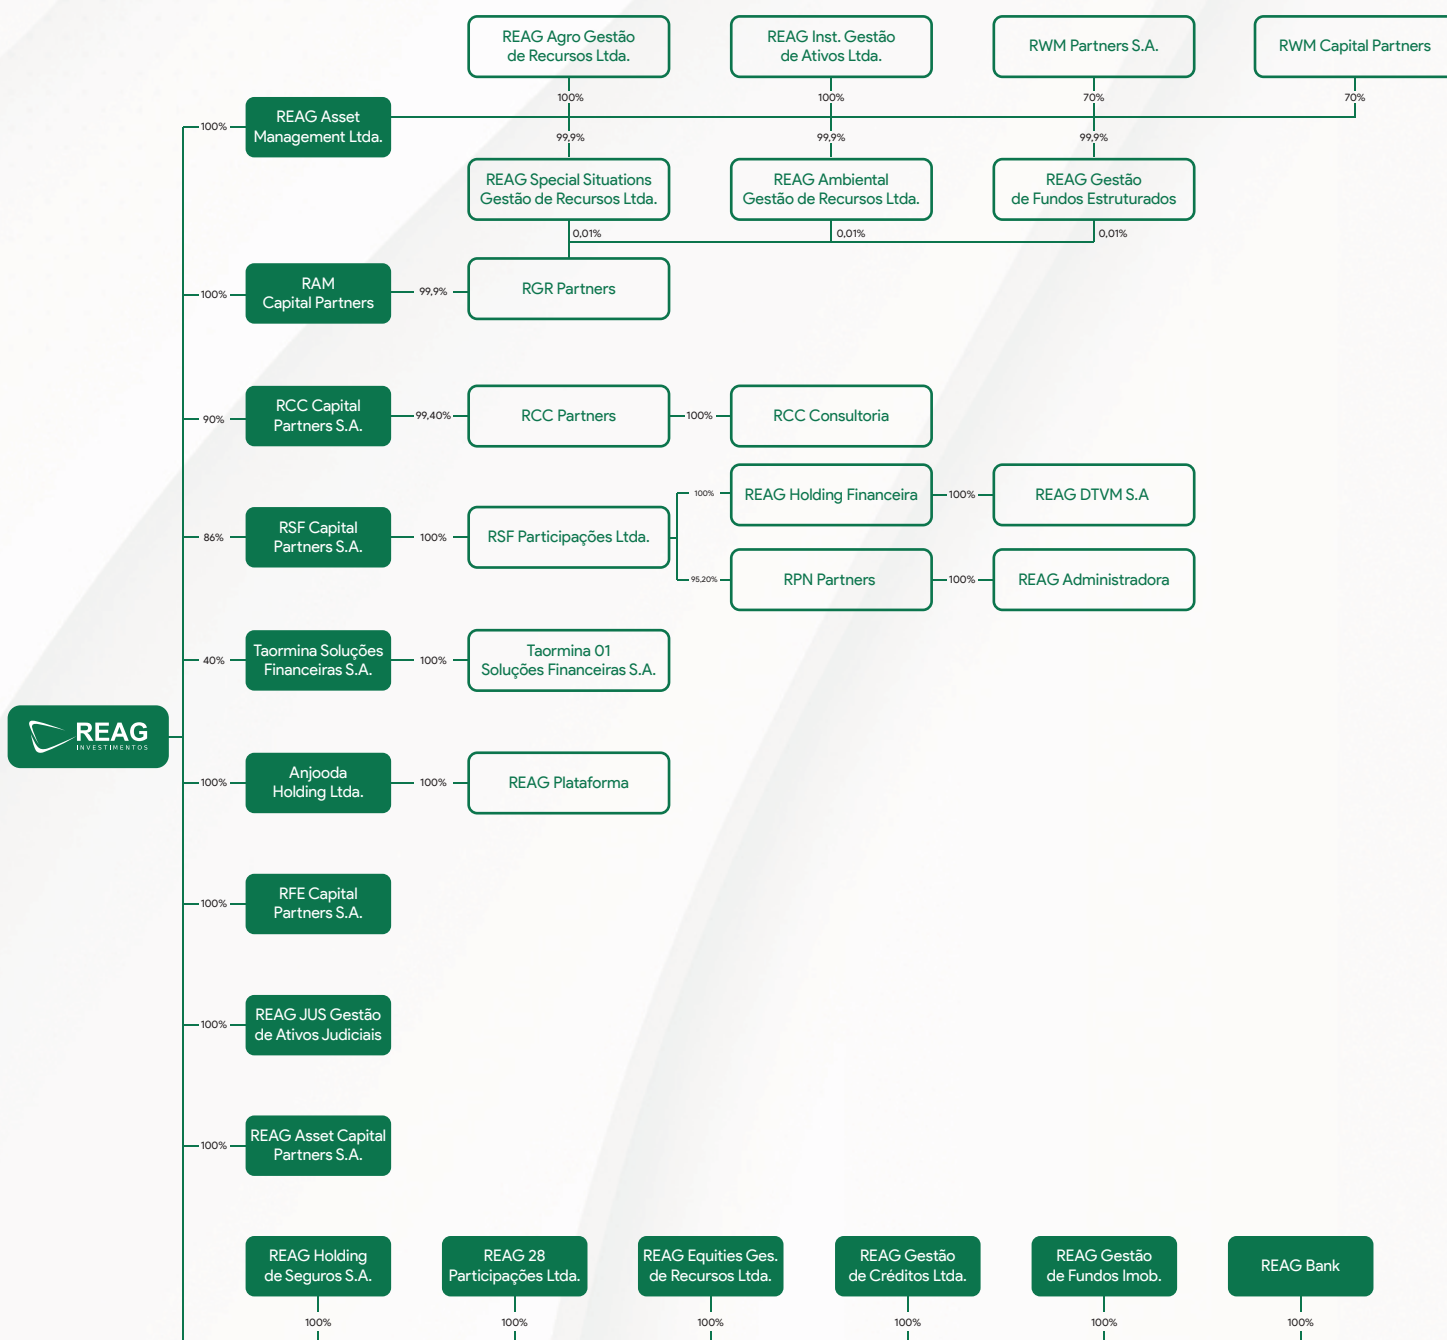 REAG Agro Gestão
de Recursos Ltda.
REAG Inst. Gestão
de Ativos Ltda.
RWM Partners S.A.
RWM Capital Partners
100%
100%
70%
70%
100%
REAG Asset
Management Ltda.
99,9%
99,9%
99,9%
REAG Special Situations
Gestão de Recursos Ltda.
REAG Ambiental
Gestão de Recursos Ltda.
REAG Gestão
de Fundos Estruturados
0,01%
0,01%
0,01%
100%
RAM
Capital Partners
99,9%
RGR Partners
90%
RCC Capital
Partners S.A.
99,40%
RCC Partners
100%
RCC Consultoria
86%
RSF Capital
Partners S.A.
100%
RSF Participações Ltda.
100%
REAG Holding Financeira
100%
REAG DTVM S.A
95,20%
RPN Partners
100%
REAG Administradora
40%
Taormina Soluções
Financeiras S.A.
100%
Taormina 01
Soluções Financeiras S.A.
REAG
INVESTIMENTOS
100%
Anjooda
Holding Ltda.
100%
REAG Plataforma
100%
RFE Capital
Partners S.A.
100%
REAG JUS Gestão
de Ativos Judiciais
100%
REAG Asset Capital
Partners S.A.
REAG Holding
de Seguros S.A.
REAG 28
Participações Ltda.
REAG Equities Ges.
de Recursos Ltda.
REAG Gestão
de Créditos Ltda.
REAG Gestão
de Fundos Imob.
REAG Bank
100%
100%
100%
100%
100%
100%